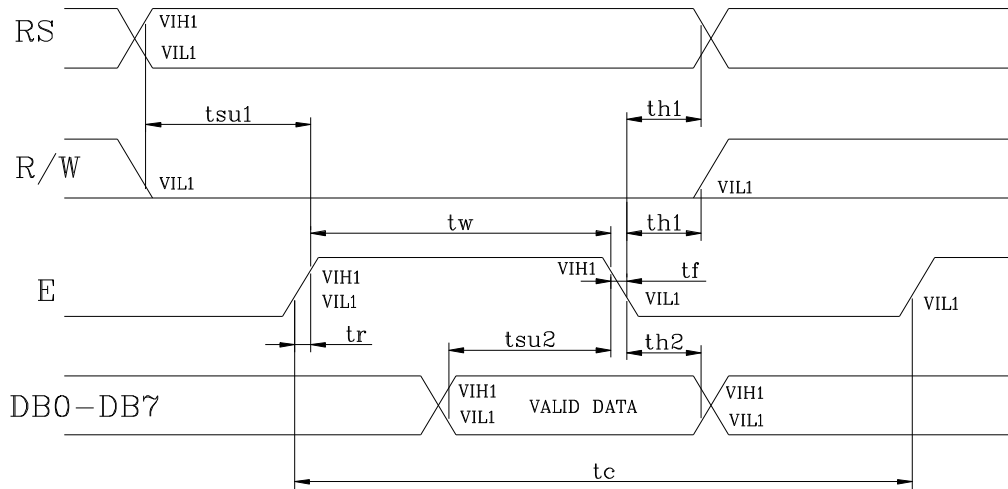 RS
VIH1
VIL1
tsu1
th1
R/W
VIL1
VIL1
tw
th1
E
VIH1
VIL1
VIH1
tf
VIL1
VIL1
tr
tsu2
th2
DB0-DB7
VIH1
VIL1
VALID DATA
VIH1
VIL1
tc